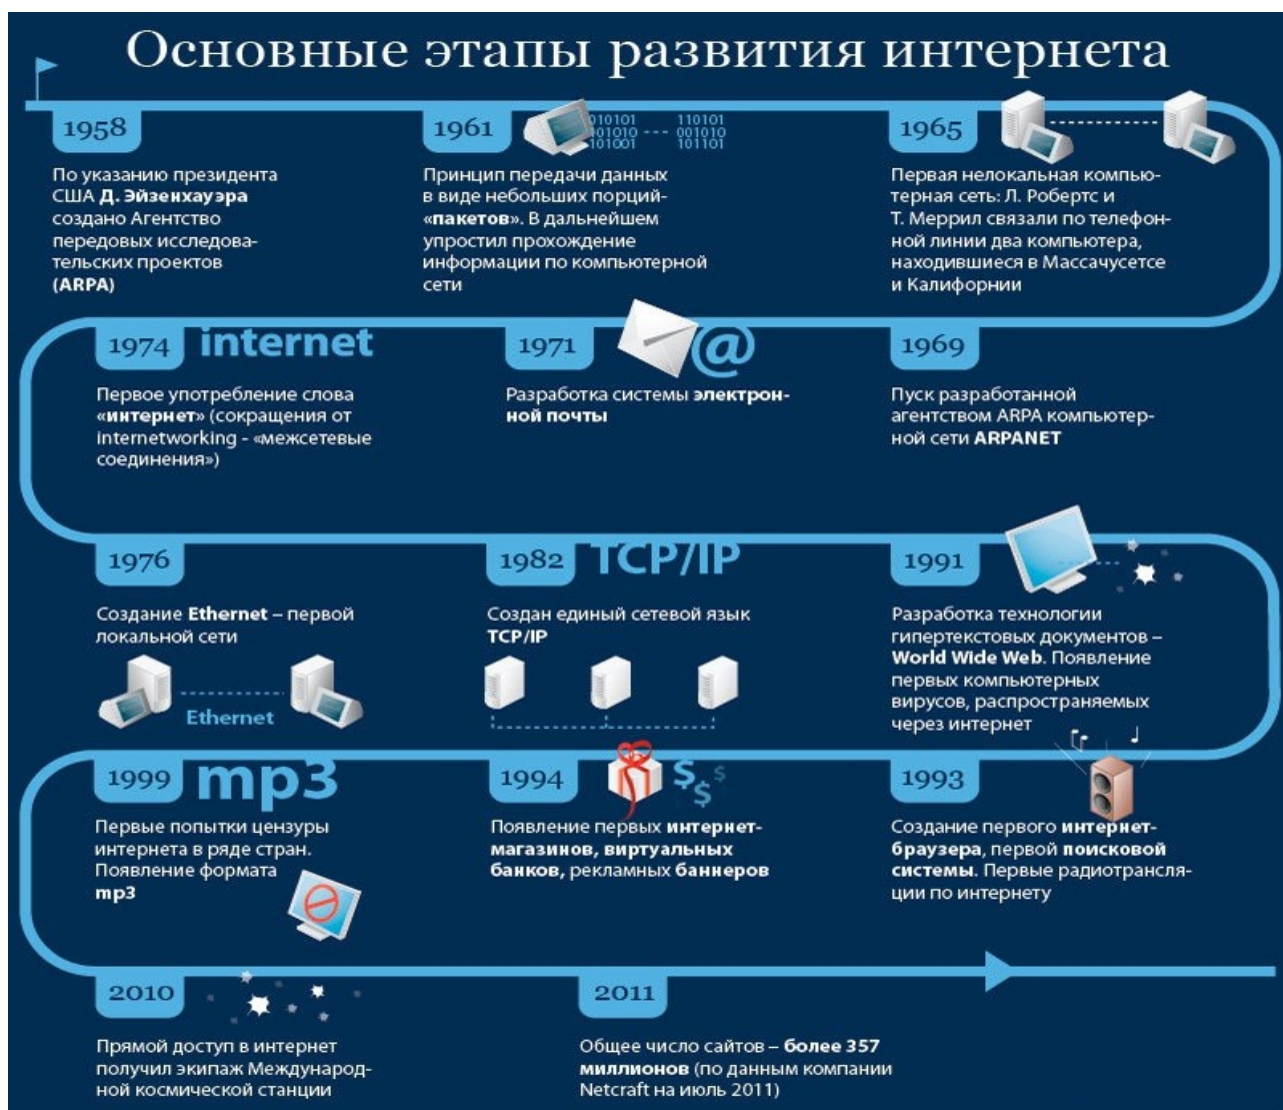 Основные этапы развития интернета
1958
По указанию президента
США Д. Эйзенхауэра
создано Агентство
передовых исследова-
тельских проектов
(ARPA)
1961
010101 110101
101010 --- 001010
101001 101101
Принцип передачи данных
в виде небольших порций-
«пакетов». В дальнейшем
упростил прохождение
информации по компьютерной
сети
1965
Первая нелокальная компью-
терная сеть: Л. Робертс и
Т. Меррил связали по телефон-
ной линии два компьютера,
находившиеся в Массачусетсе
и Калифорнии
1969
Пуск разработанной
агентством ARPA компьютер-
ной сети ARPANET
1971
@
Разработка системы электрон-
ной почты
1974 internet
Первое употребление слова
«интернет» (сокращения от
internetworking - «межсетевые
соединения»)
1976
Создание Ethernet – первой
локальной сети
Ethernet
1982 TCP/IP
Создан единый сетевой язык
TCP/IP
1991
Разработка технологии
гипертекстовых документов –
World Wide Web. Появление
первых компьютерных
вирусов, распространяемых
через интернет
1993
Создание первого интернет-
браузера, первой поисковой
системы. Первые радиотрансля-
ции по интернету
1994 $ $ $
Появление первых интернет-
магазинов, виртуальных
банков, рекламных баннеров
1999 mp3
Первые попытки цензуры
интернета в ряде стран.
Появление формата
mp3
2010
Прямой доступ в интернет
получил экипаж Международ-
ной космической станции
2011
Общее число сайтов – более 357
миллионов (по данным компании
Netcraft на июль 2011)